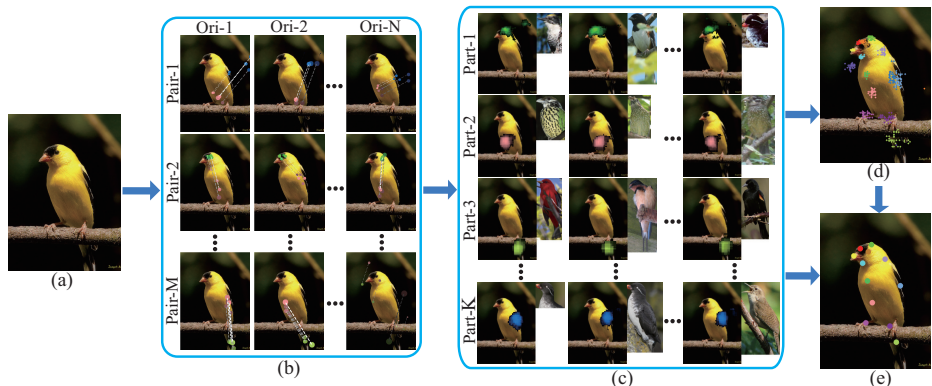 Ori-1 Ori-2 Ori-N
Pair-1
Pair-2
Pair-M
Part-1
Part-2
Part-3
Part-K
(a)
(b)
(c)
(d)
(e)